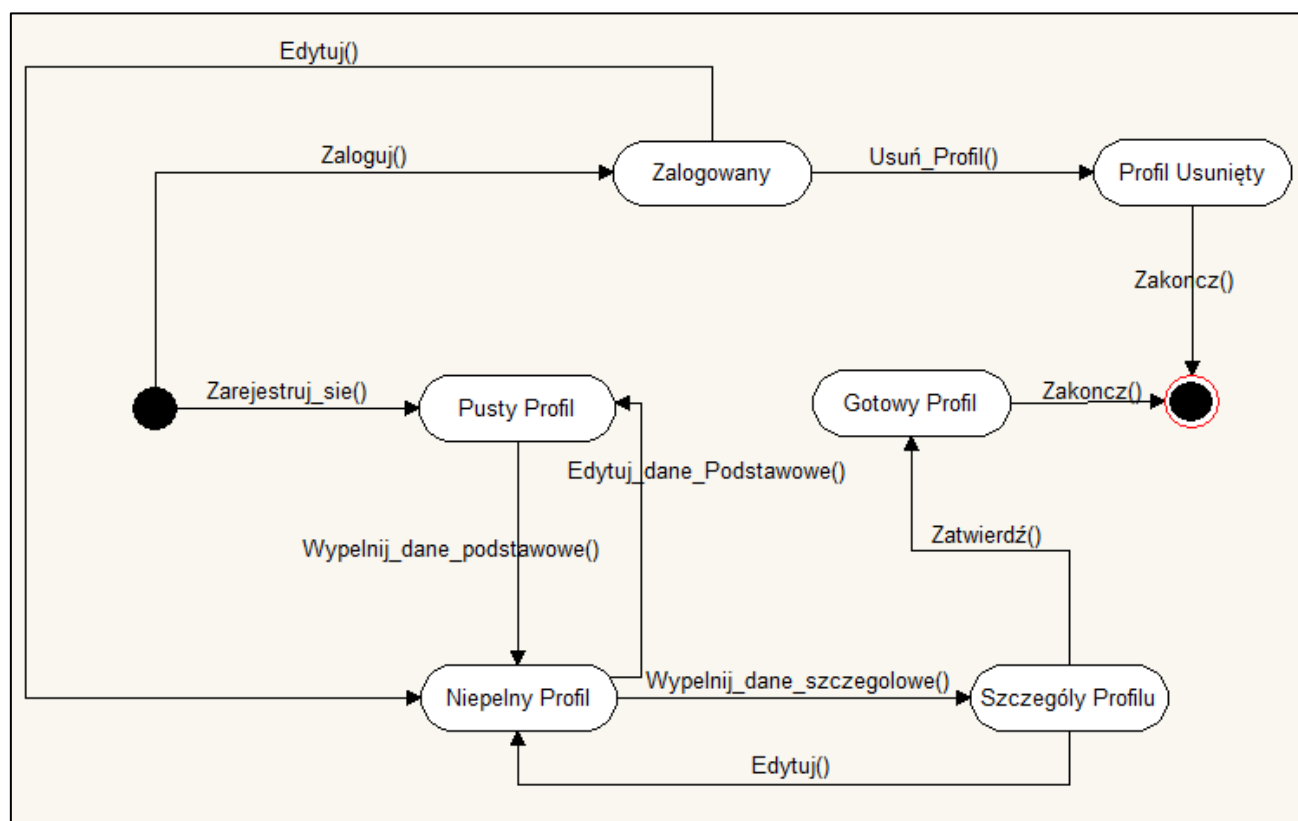 Edytuj()
Zaloguj()
Zalogowany
Usuń_Profil()
Profil Usunięty
Zakoncz()
Zarejestruj_sie()
Pusty Profil
Gotowy Profil
Zakoncz()
Edytuj_dane_Podstawowe()
Wypelnij_dane_podstawowe()
Zatwierdź()
Niepelny Profil
Wypelnij_dane_szczegolowe()
Szczególy Profilu
Edytuj()